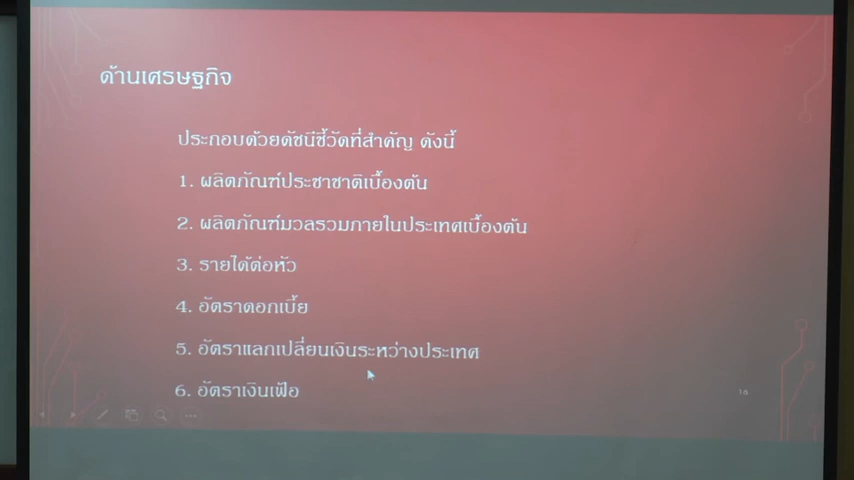 ด้านเศรษฐกิจ
ประกอบด้วยดัชนีชี้วัดที่สำคัญ ดังนี้
1. ผลิตภัณฑ์ประชาชาติเบื้องต้น
2. ผลิตภัณฑ์มวลรวมภายในประเทศเบื้องต้น
3. รายได้ต่อหัว
4. อัตราดอกเบี้ย
5. อัตราแลกเปลี่ยนเงินระหว่างประเทศ
6. อัตราเงินเฟ้อ
16